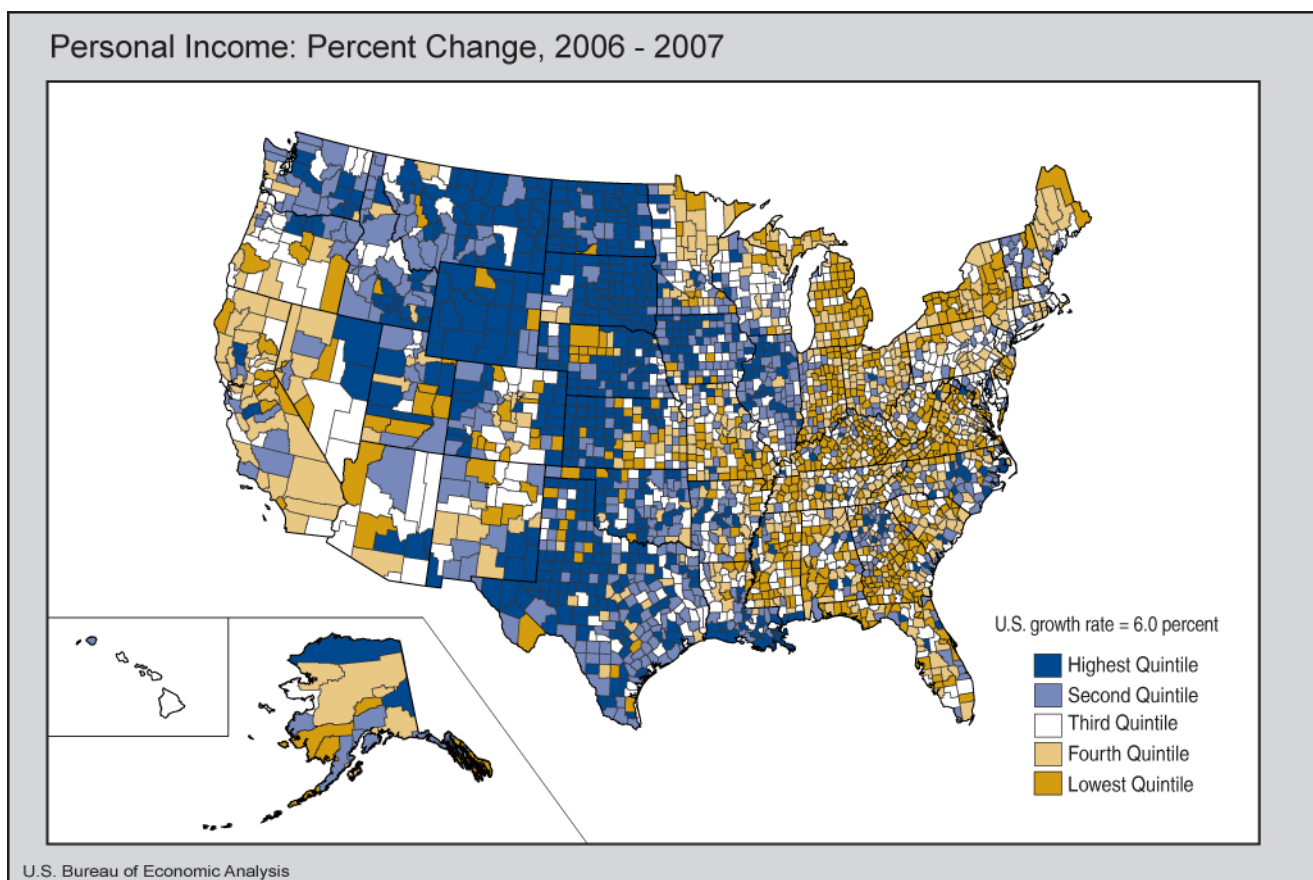 Personal Income: Percent Change, 2006 - 2007
U.S. growth rate = 6.0 percent
Highest Quintile
Second Quintile
Third Quintile
Fourth Quintile
Lowest Quintile
U.S. Bureau of Economic Analysis